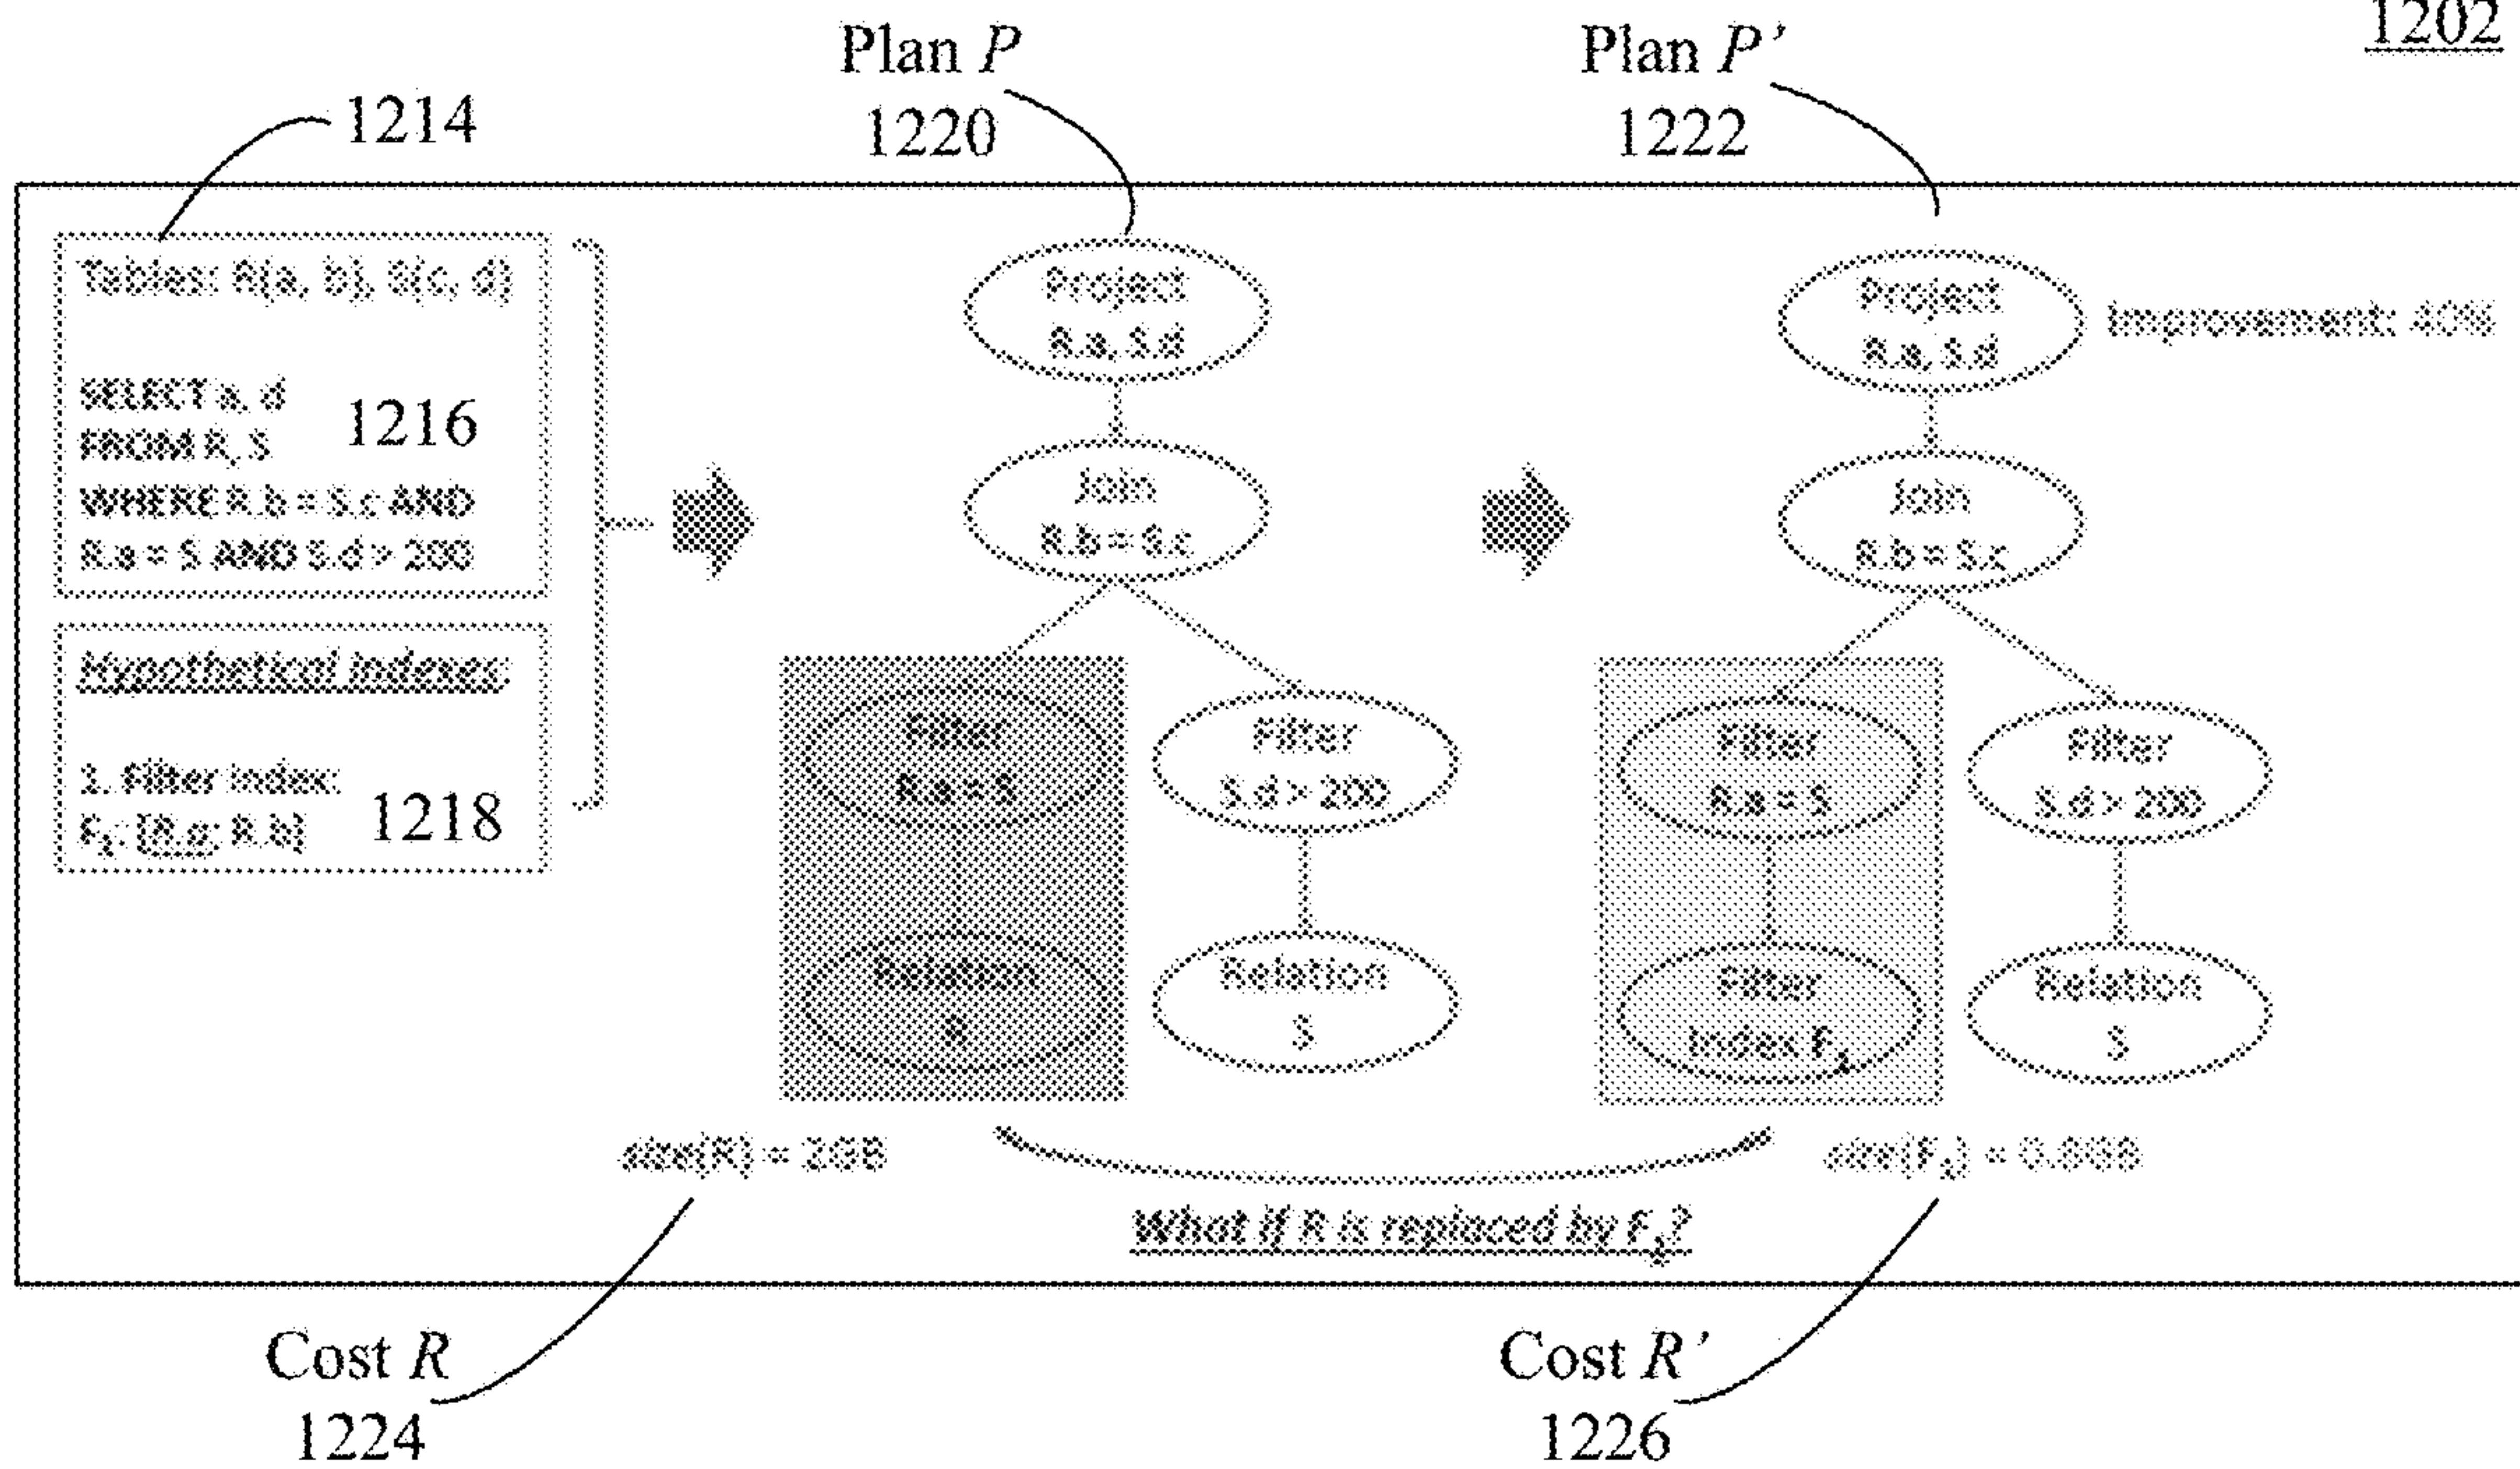 1202
Plan P
1220
Plan P’
1222
1214
Tables: R(a, b), S(c, d)
SELECT a, d
FROM R, S
WHERE R.b = S.c AND
R.a = 5 AND S.d > 200
1216
Hypothetical indexes:
1. Filter index:
F1: [R.a; R.b]
1218
Project
R.a, S.d
Join
R.b = S.c
Filter
R.a = 5
Relation
R
Filter
S.d > 200
Relation
S
Project
R.a, S.d
Improvement: 40%
Join
R.b = S.c
Filter
R.a = 5
Filter
Index F1
Filter
S.d > 200
Relation
S
size(R) = 2GB
What if R is replaced by F1?
size(F1) =
Cost R
1224
Cost R’
1226